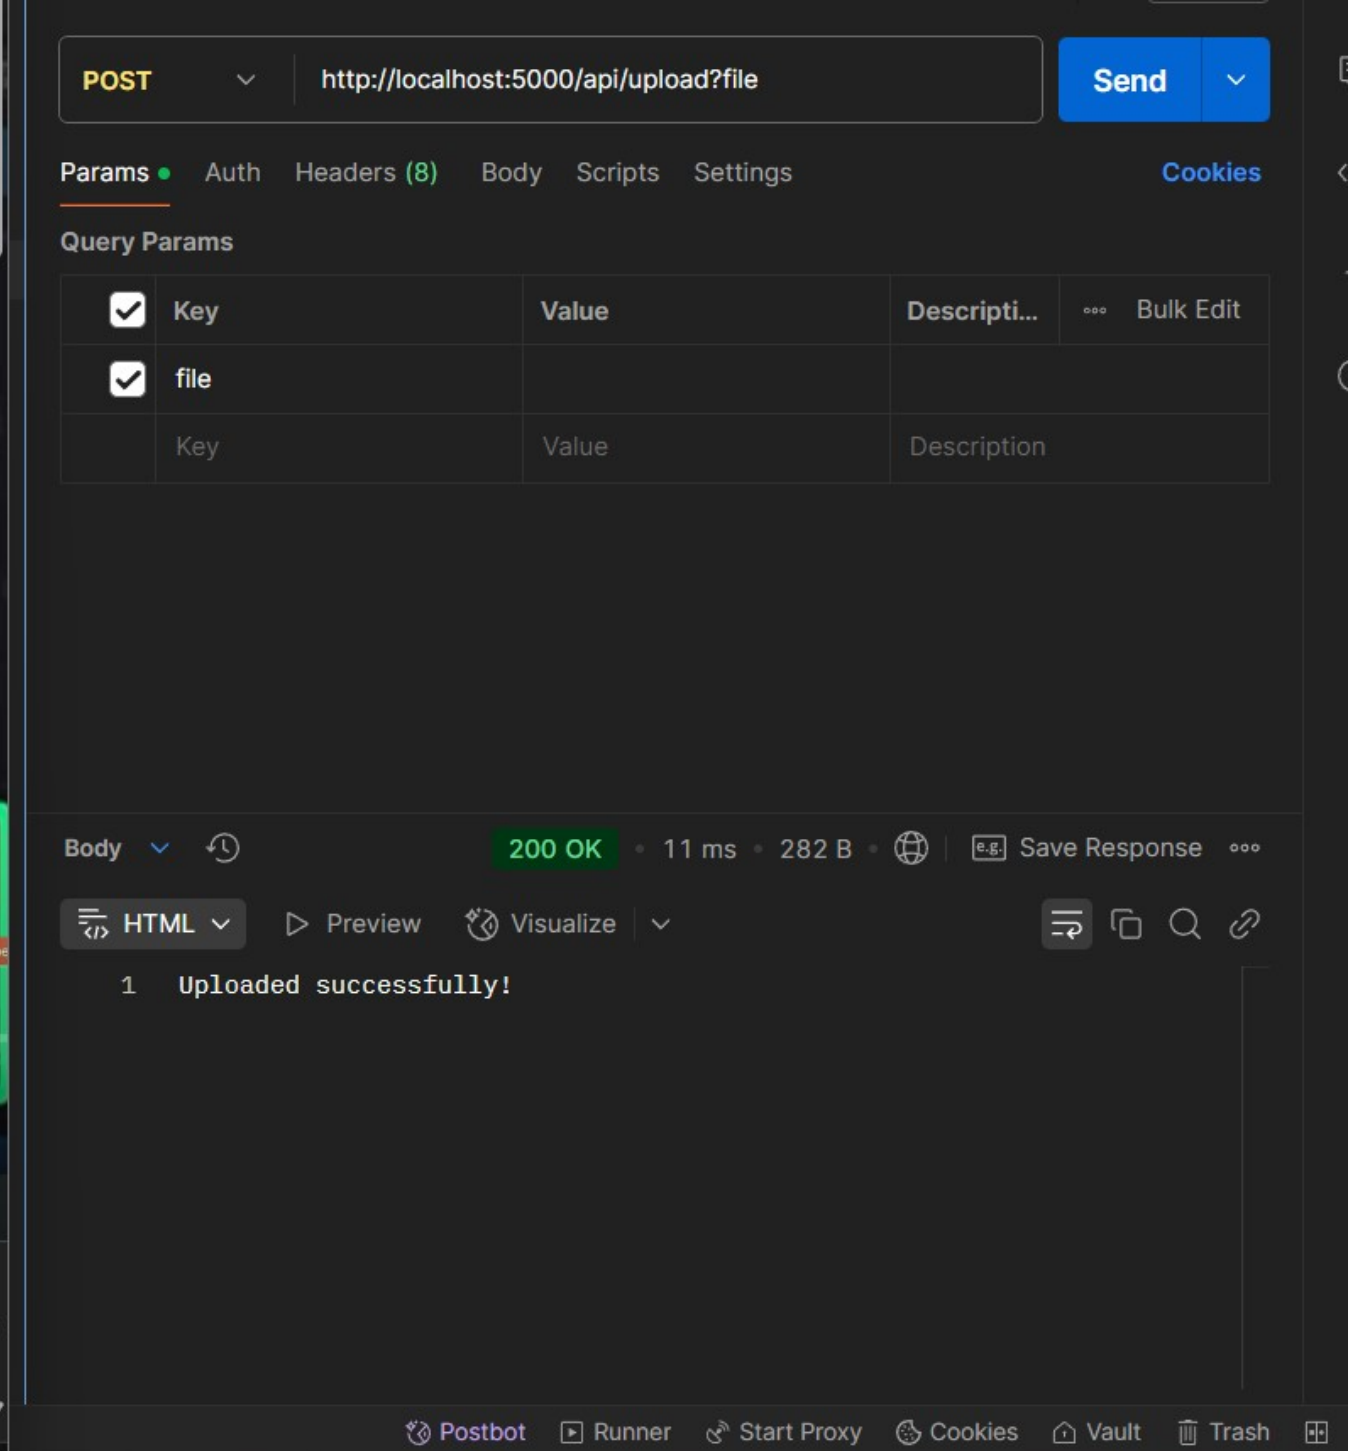 POST http://localhost:5000/api/upload?file Send
Params Auth Headers (8) Body Scripts Settings Cookies
Query Params
Key Value Descripti... Bulk Edit
file
Key Value Description
Body 200 OK 11 ms 282 B e.g. Save Response
HTML Preview Visualize
1 Uploaded successfully!
Postbot Runner Start Proxy Cookies Vault Trash